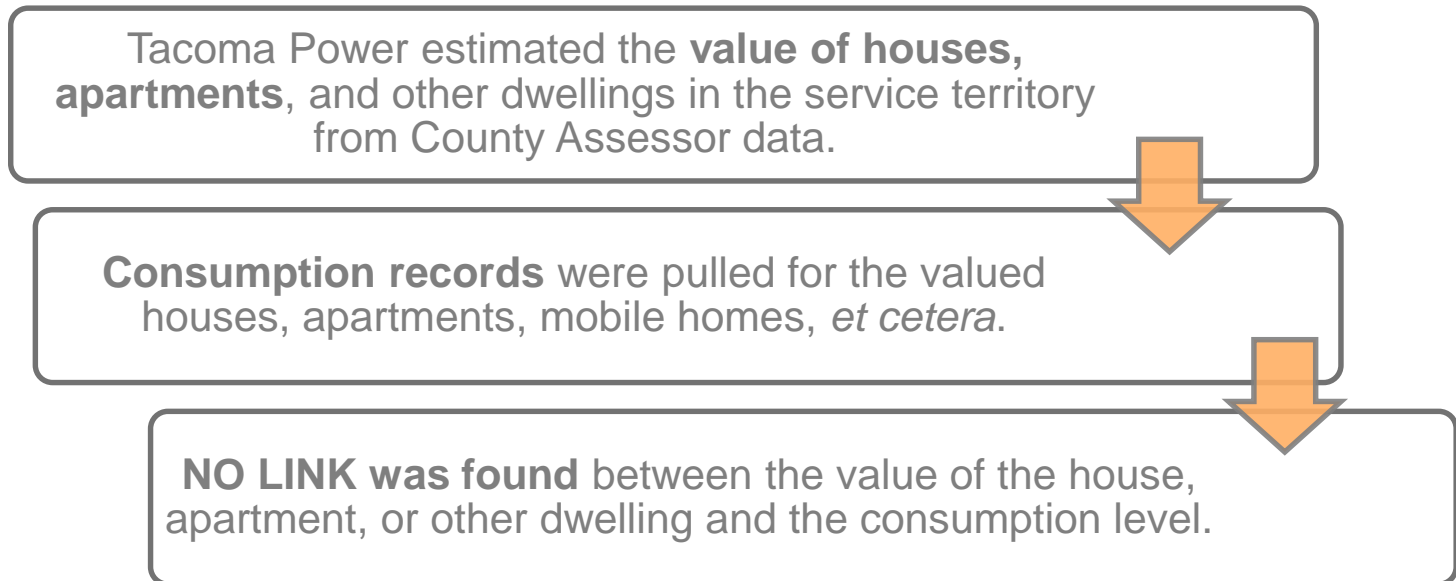 Tacoma Power estimated the value of houses,
apartments, and other dwellings in the service territory
from County Assessor data.
Consumption records were pulled for the valued
houses, apartments, mobile homes, et cetera.
NO LINK was found between the value of the house,
apartment, or other dwelling and the consumption level.